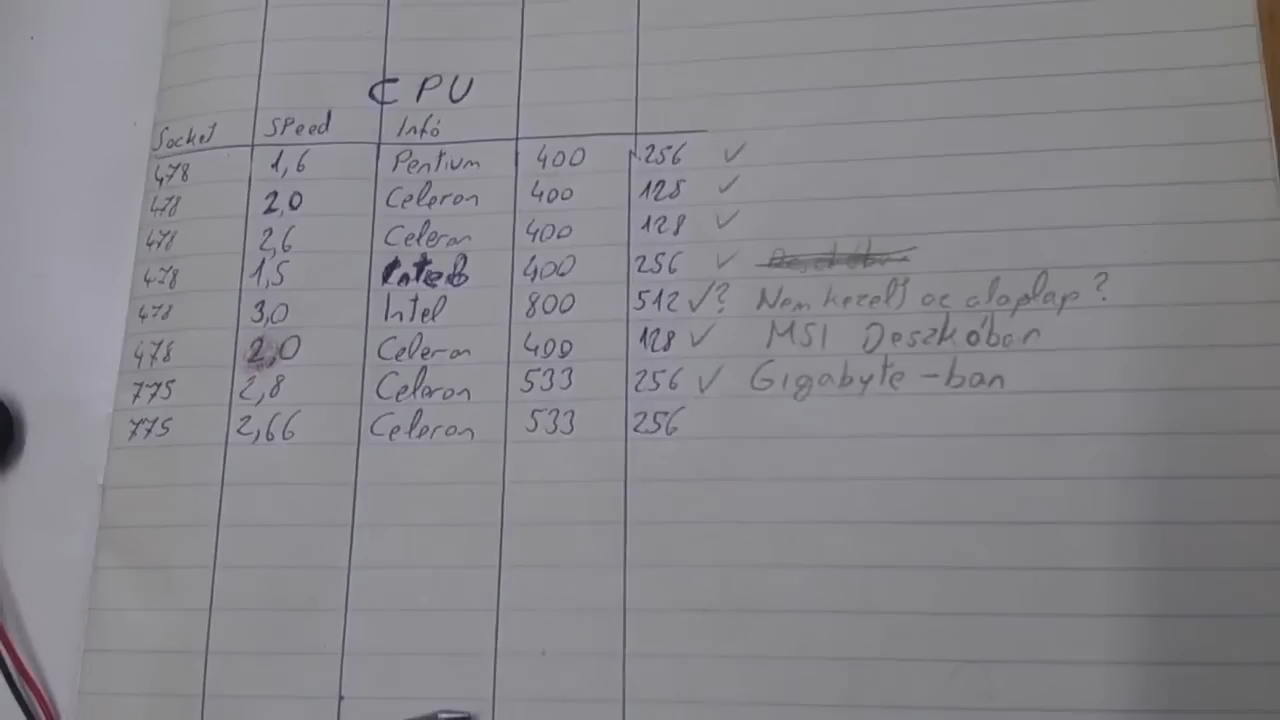 CPU
Socket SPeed Infó
478 1,6 Pentium 400 256 ✓
478 2,0 Celeron 400 128 ✓
478 2,6 Celeron 400 128 ✓
478 1,5 Intel 400 256 ✓
478 3,0 Intel 800 512 ✓? Nem kezeli az alaplap?
478 2,0 Celeron 400 128 ✓ MSI Deszkában
775 2,8 Celeron 533 256 ✓ Gigabyte-ban
775 2,66 Celeron 533 256